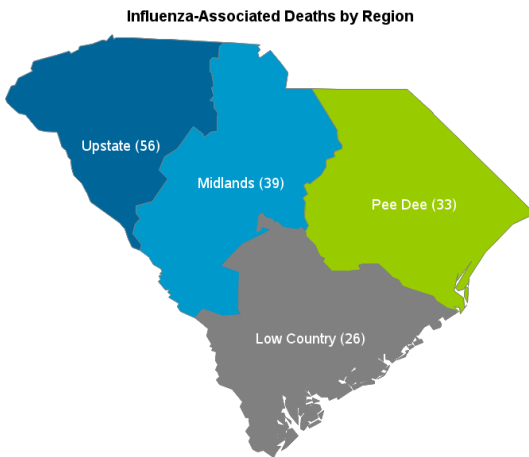 Influenza-Associated Deaths by Region
Upstate (56)
Midlands (39)
Pee Dee (33)
Low Country (26)